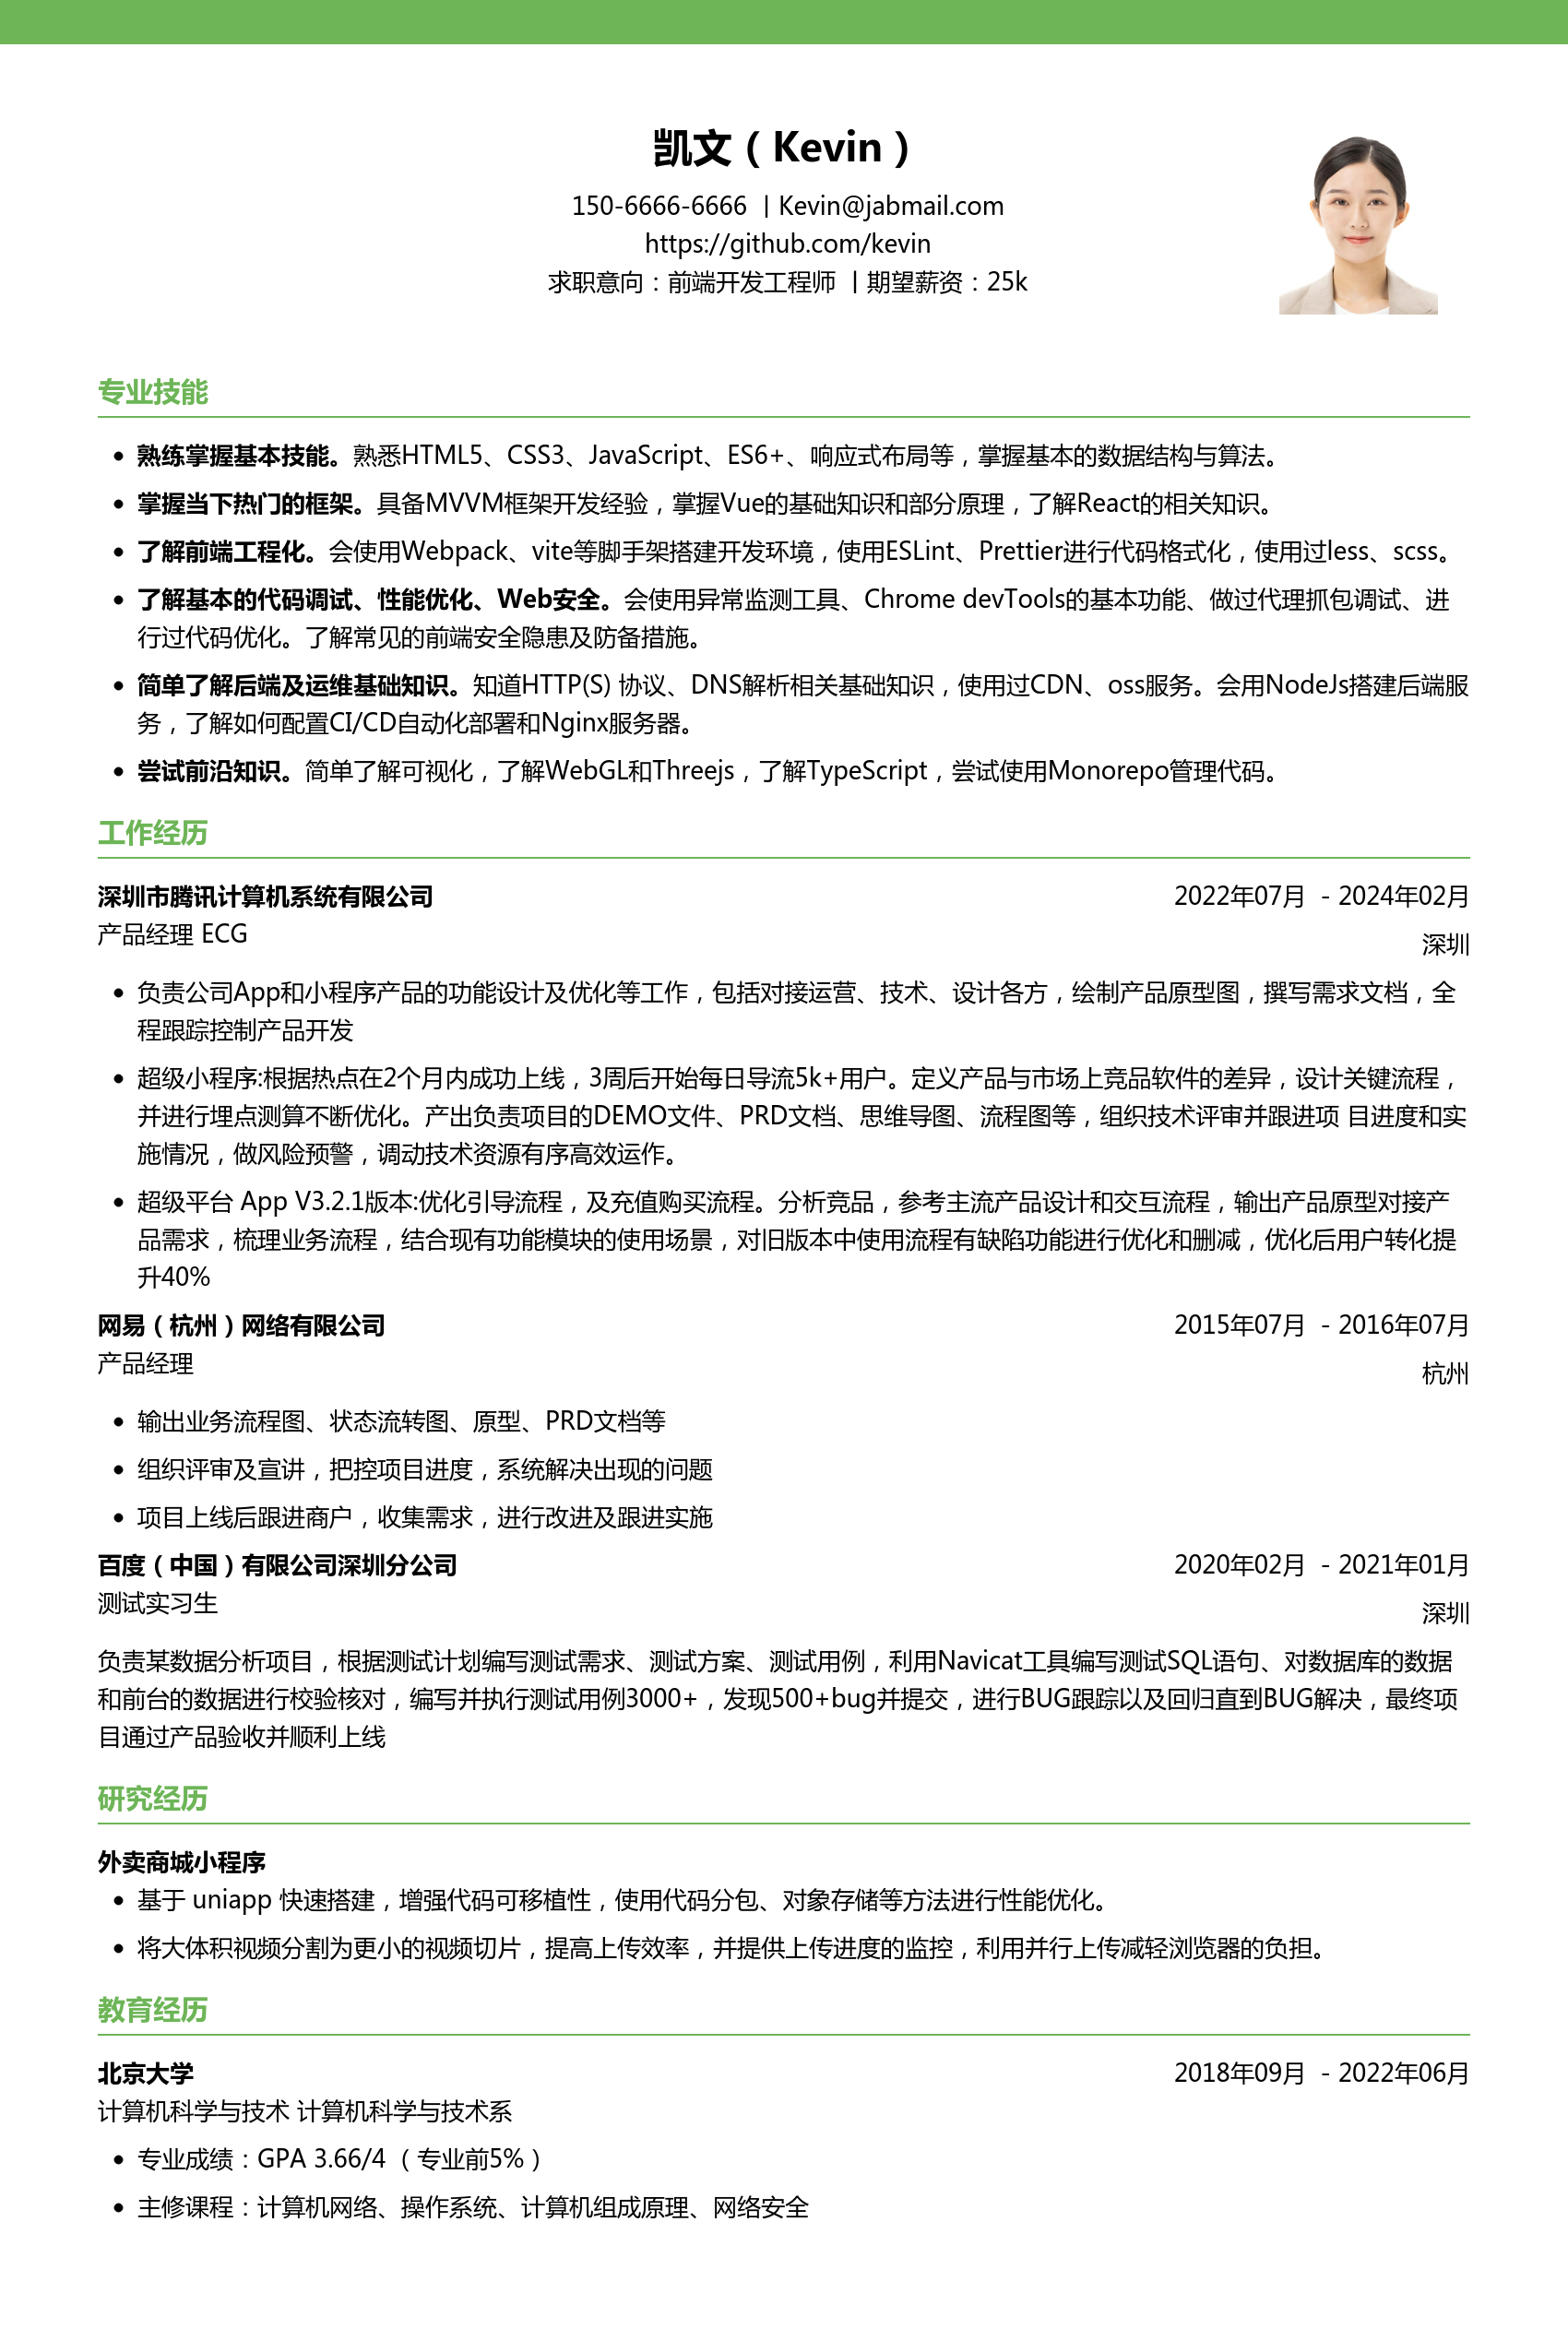 凯文（Kevin）
150-6666-6666 | Kevin@jabmail.com
https://github.com/kevin
求职意向：前端开发工程师 | 期望薪资：25k
专业技能
• 熟练掌握基本技能。熟悉HTML5、CSS3、JavaScript、ES6+、响应式布局等，掌握基本的数据结构与算法。
• 掌握当下热门的框架。具备MVVM框架开发经验，掌握Vue的基础知识和部分原理，了解React的相关知识。
• 了解前端工程化。会使用Webpack、vite等脚手架搭建开发环境，使用ESLint、Prettier进行代码格式化，使用过less、scss。
• 了解基本的代码调试、性能优化、Web安全。会使用异常监测工具、Chrome devTools的基本功能、做过代理抓包调试、进
行过代码优化。了解常见的前端安全隐患及防备措施。
• 简单了解后端及运维基础知识。知道HTTP(S) 协议、DNS解析相关基础知识，使用过CDN、oss服务。会用NodeJs搭建后端服
务，了解如何配置CI/CD自动化部署和Nginx服务器。
• 尝试前沿知识。简单了解可视化，了解WebGL和Threejs，了解TypeScript，尝试使用Monorepo管理代码。
工作经历
深圳市腾讯计算机系统有限公司 2022年07月 - 2024年02月
产品经理 ECG 深圳
• 负责公司App和小程序产品的功能设计及优化等工作，包括对接运营、技术、设计各方，绘制产品原型图，撰写需求文档，全
程跟踪控制产品开发
• 超级小程序:根据热点在2个月内成功上线，3周后开始每日导流5k+用户。定义产品与市场上竞品软件的差异，设计关键流程，
并进行埋点测算不断优化。产出负责项目的DEMO文件、PRD文档、思维导图、流程图等，组织技术评审并跟进项 目进度和实
施情况，做风险预警，调动技术资源有序高效运作。
• 超级平台 App V3.2.1版本:优化引导流程，及充值购买流程。分析竞品，参考主流产品设计和交互流程，输出产品原型对接产
品需求，梳理业务流程，结合现有功能模块的使用场景，对旧版本中使用流程有缺陷功能进行优化和删减，优化后用户转化提
升40%
网易（杭州）网络有限公司 2015年07月 - 2016年07月
产品经理 杭州
• 输出业务流程图、状态流转图、原型、PRD文档等
• 组织评审及宣讲，把控项目进度，系统解决出现的问题
• 项目上线后跟进商户，收集需求，进行改进及跟进实施
百度（中国）有限公司深圳分公司 2020年02月 - 2021年01月
测试实习生 深圳
负责某数据分析项目，根据测试计划编写测试需求、测试方案、测试用例，利用Navicat工具编写测试SQL语句、对数据库的数据
和前台的数据进行校验核对，编写并执行测试用例3000+，发现500+bug并提交，进行BUG跟踪以及回归直到BUG解决，最终项
目通过产品验收并顺利上线
研究经历
外卖商城小程序
• 基于 uniapp 快速搭建，增强代码可移植性，使用代码分包、对象存储等方法进行性能优化。
• 将大体积视频分割为更小的视频切片，提高上传效率，并提供上传进度的监控，利用并行上传减轻浏览器的负担。
教育经历
北京大学 2018年09月 - 2022年06月
计算机科学与技术 计算机科学与技术系
• 专业成绩：GPA 3.66/4 （专业前5%）
• 主修课程：计算机网络、操作系统、计算机组成原理、网络安全